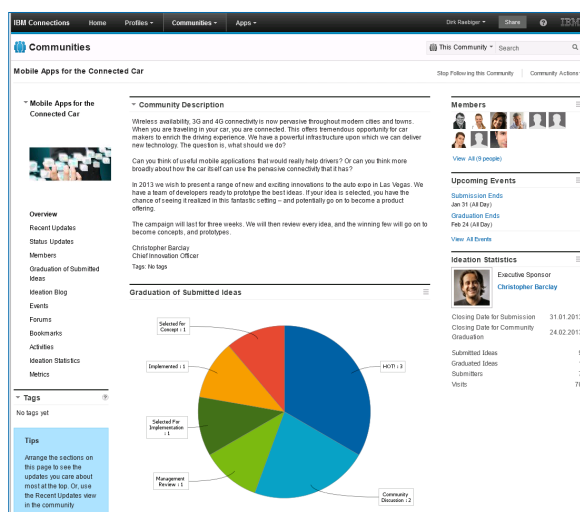 IBM Connections Home Profiles Communities Apps Dirk Raebiger Share ? IBM
Communities
This Community Search
Mobile Apps for the Connected Car
Stop Following this Community Community Actions
Mobile Apps for the
Connected Car
Overview
Recent Updates
Status Updates
Members
Graduation of Submitted
Ideas
Ideation Blog
Events
Forums
Bookmarks
Activities
Ideation Statistics
Metrics
Tags
No tags yet
Tips
Arrange the sections on
this page to see the
updates you care about
most at the top. Or, use
the Recent Updates view
in the community
Community Description
Wireless availability, 3G and 4G connectivity is now pervasive throughout modern cities and towns.
When you are traveling in your car, you are connected. This offers tremendous opportunity for car
makers to enrich the driving experience. We have a powerful infrastructure upon which we can deliver
new technology. The question is, what should we do?
Can you think of useful mobile applications that would really help drivers? Or can you think more
broadly about how the car itself can use the pervasive connectivity that it has?
In 2013 we wish to present a range of new and exciting innovations to the auto expo in Las Vegas. We
have a team of developers ready to prototype the best ideas. If your idea is selected, you have the
chance of seeing it realized in this fantastic setting – and potentially go on to become a product
offering.
The campaign will last for three weeks. We will then review every idea, and the winning few will go on to
become concepts, and prototypes.
Christopher Barclay
Chief Innovation Officer
Tags: No tags
Graduation of Submitted Ideas
Selected for
Concept : 1
Implemented : 1
HOT! : 3
Selected For
Implementation
: 1
Management
Review : 1
Community
Discussion : 2
Members
View All (9 people)
Upcoming Events
Submission Ends
Jan 31 (All Day)
Graduation Ends
Feb 24 (All Day)
View All Events
Ideation Statistics
Executive Sponsor
Christopher Barclay
Closing Date for Submission 31.01.2013
Closing Date for Community
Graduation 24.02.2013
Submitted Ideas
Graduated Ideas
Submitters
Visits